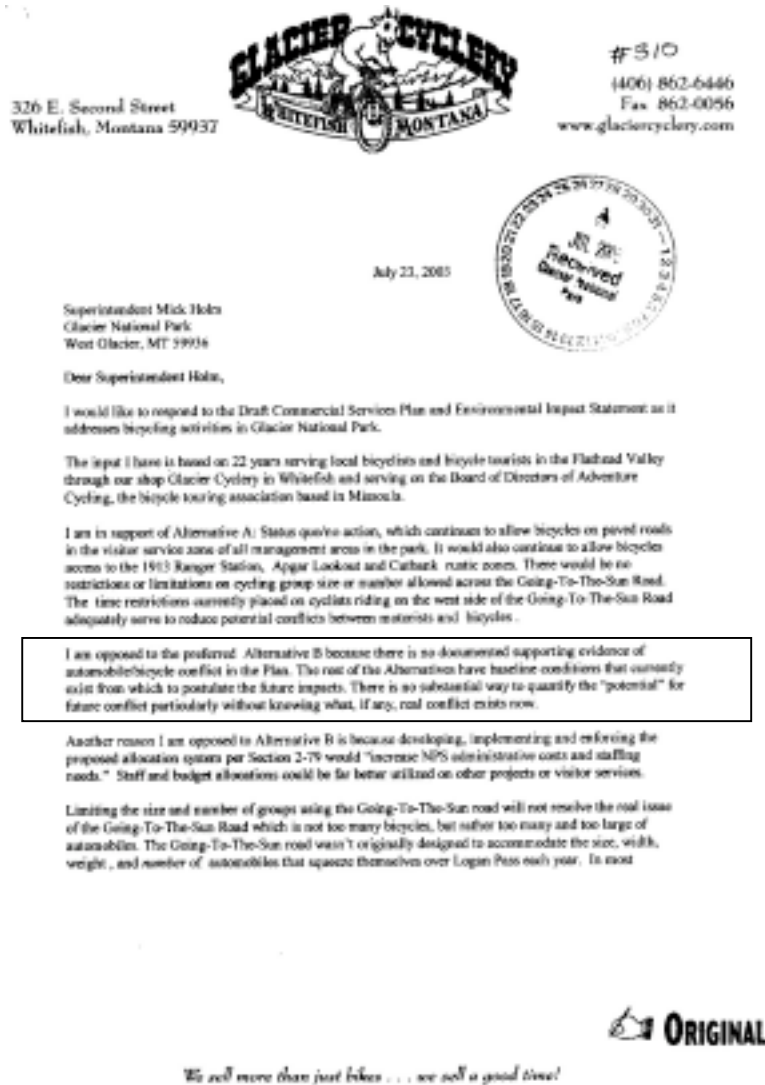 GLACIER CYCLERY
WHITEFISH MONTANA
#310
(406) 862-6446
Fax 862-0056
www.glaciercyclery.com
326 E. Second Street
Whitefish, Montana 59937
July 23, 2003
Received
Glacier National
Park
Superintendent Mick Holm
Glacier National Park
West Glacier, MT 59936
Dear Superintendent Holm,
I would like to respond to the Draft Commercial Services Plan and Environmental Impact Statement as it
addresses bicycling activities in Glacier National Park.
The input I have is based on 22 years serving local bicyclists and bicycle tourists in the Flathead Valley
through our shop Glacier Cyclery in Whitefish and serving on the Board of Directors of Adventure
Cycling, the bicycle touring association based in Missoula.
I am in support of Alternative A: Status quo/no action, which continues to allow bicycles on paved roads
in the visitor service zone of all management areas in the park. It would also continue to allow bicycles
access to the 1913 Ranger Station, Apgar Lookout and Cutbank rustic zones. There would be no
restrictions or limitations on cycling group size or number allowed across the Going-To-The-Sun Road.
The time restrictions currently placed on cyclists riding on the west side of the Going-To-The-Sun Road
adequately serve to reduce potential conflicts between motorists and bicycles.
I am opposed to the preferred Alternative B because there is no documented supporting evidence of
automobile/bicycle conflict in the Plan. The rest of the Alternatives have baseline conditions that currently
exist from which to postulate the future impacts. There is no substantial way to quantify the "potential" for
future conflict particularly without knowing what, if any, real conflict exists now.
Another reason I am opposed to Alternative B is because developing, implementing and enforcing the
proposed allocation system per Section 2-79 would "increase NPS administrative costs and staffing
needs." Staff and budget allocations could be far better utilized on other projects or visitor services.
Limiting the size and number of groups using the Going-To-The-Sun road will not resolve the real issue
of the Going-To-The-Sun Road which is not too many bicycles, but rather too many and too large of
automobiles. The Going-To-The-Sun road wasn't originally designed to accommodate the size, width,
weight , and number of automobiles that squeeze themselves over Logan Pass each year. In most
ORIGINAL
We sell more than just bikes . . . we sell a good time!